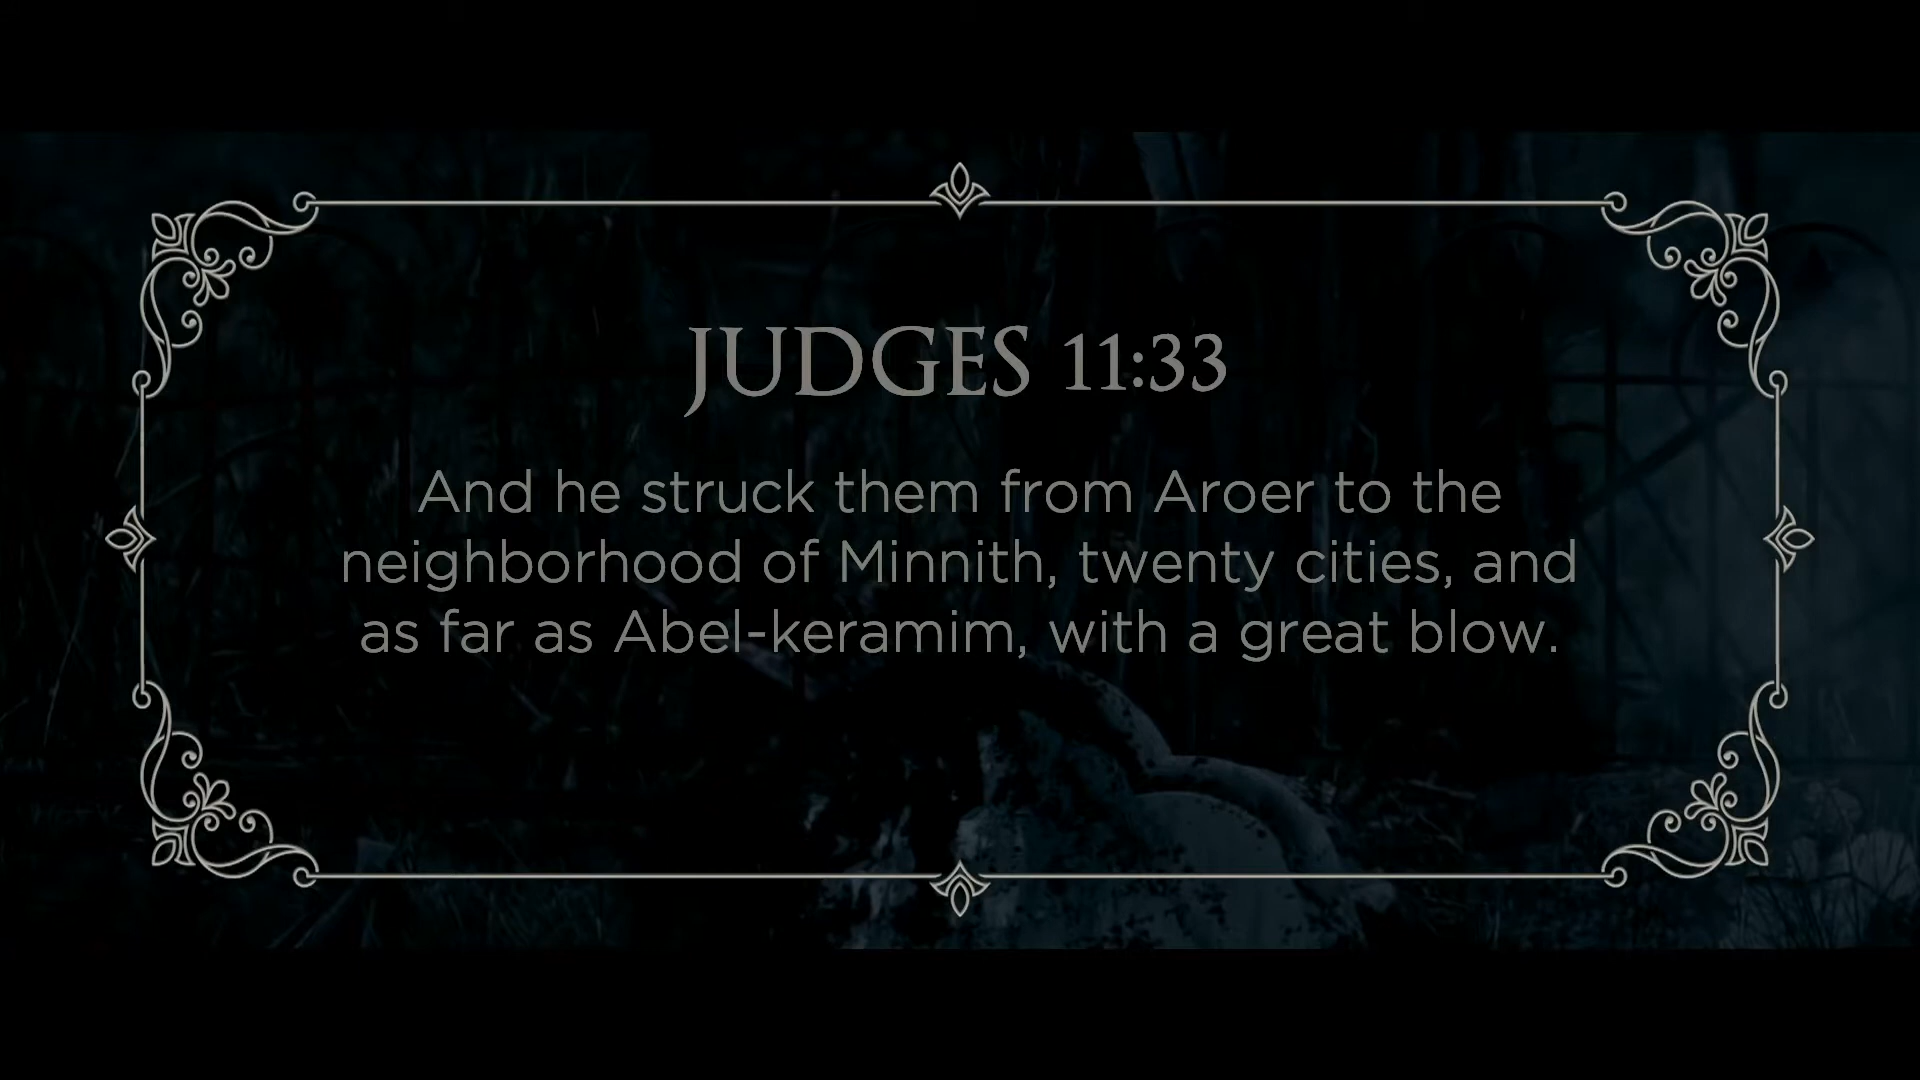 JUDGES 11:33
And he struck them from Aroer to the
neighborhood of Minnith, twenty cities, and
as far as Abel-keramim, with a great blow.